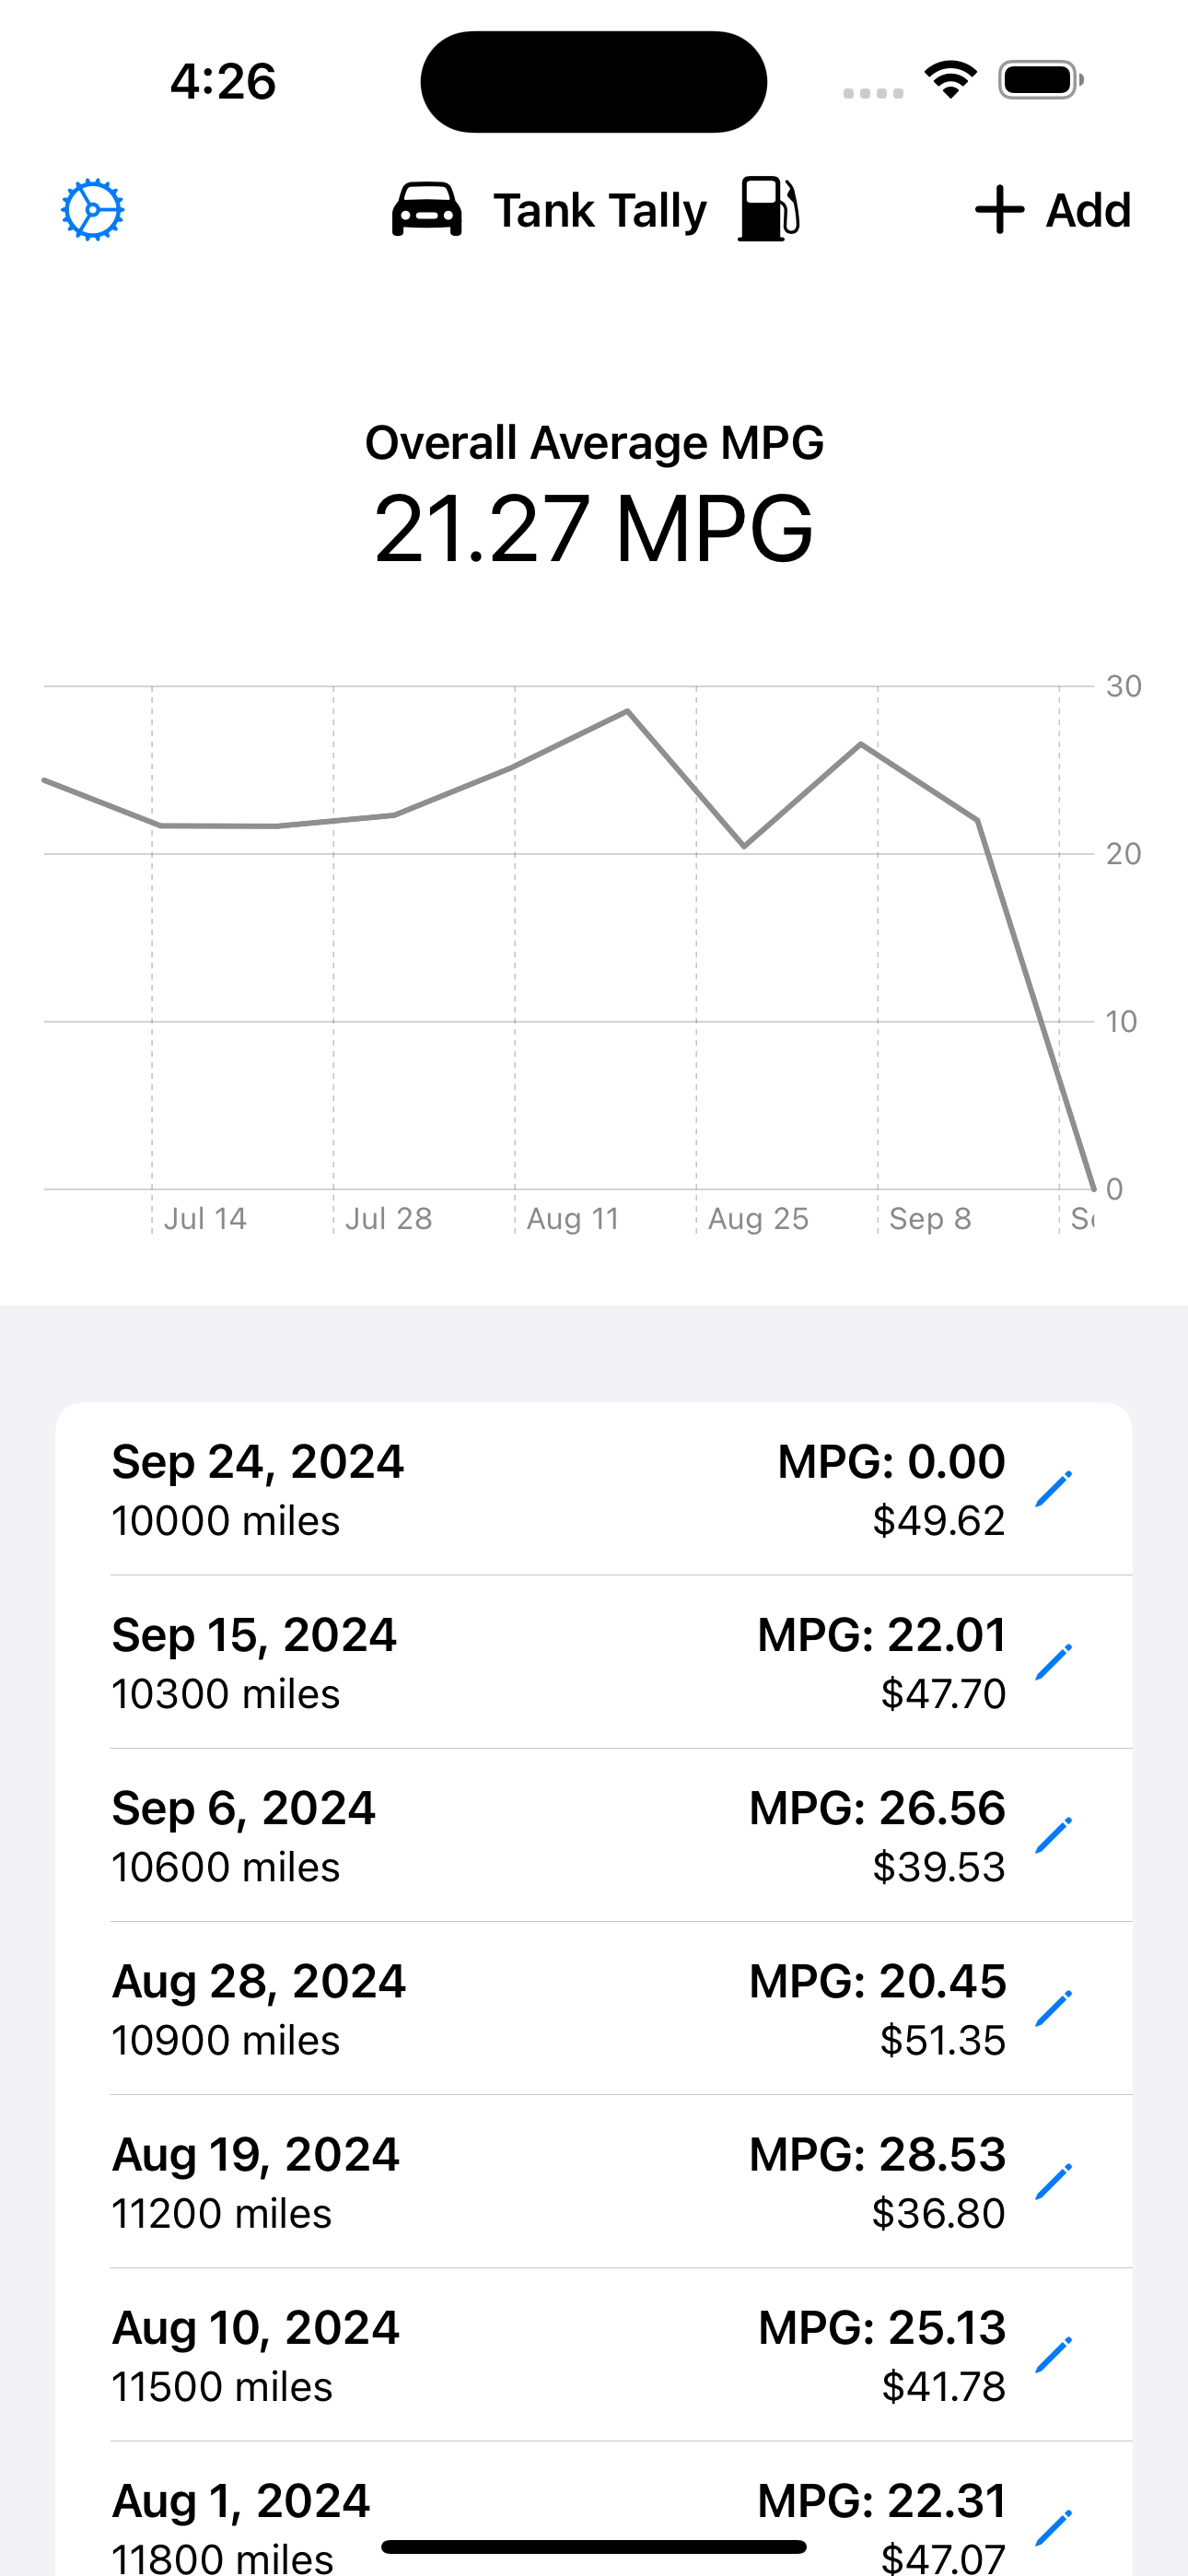 4:26
Tank Tally
Add
Overall Average MPG
21.27 MPG
30
20
10
0
Jul 14
Jul 28
Aug 11
Aug 25
Sep 8
Sep 24, 2024
MPG: 0.00
10000 miles
$49.62
Sep 15, 2024
MPG: 22.01
10300 miles
$47.70
Sep 6, 2024
MPG: 26.56
10600 miles
$39.53
Aug 28, 2024
MPG: 20.45
10900 miles
$51.35
Aug 19, 2024
MPG: 28.53
11200 miles
$36.80
Aug 10, 2024
MPG: 25.13
11500 miles
$41.78
Aug 1, 2024
MPG: 22.31
11800 miles
$47.07